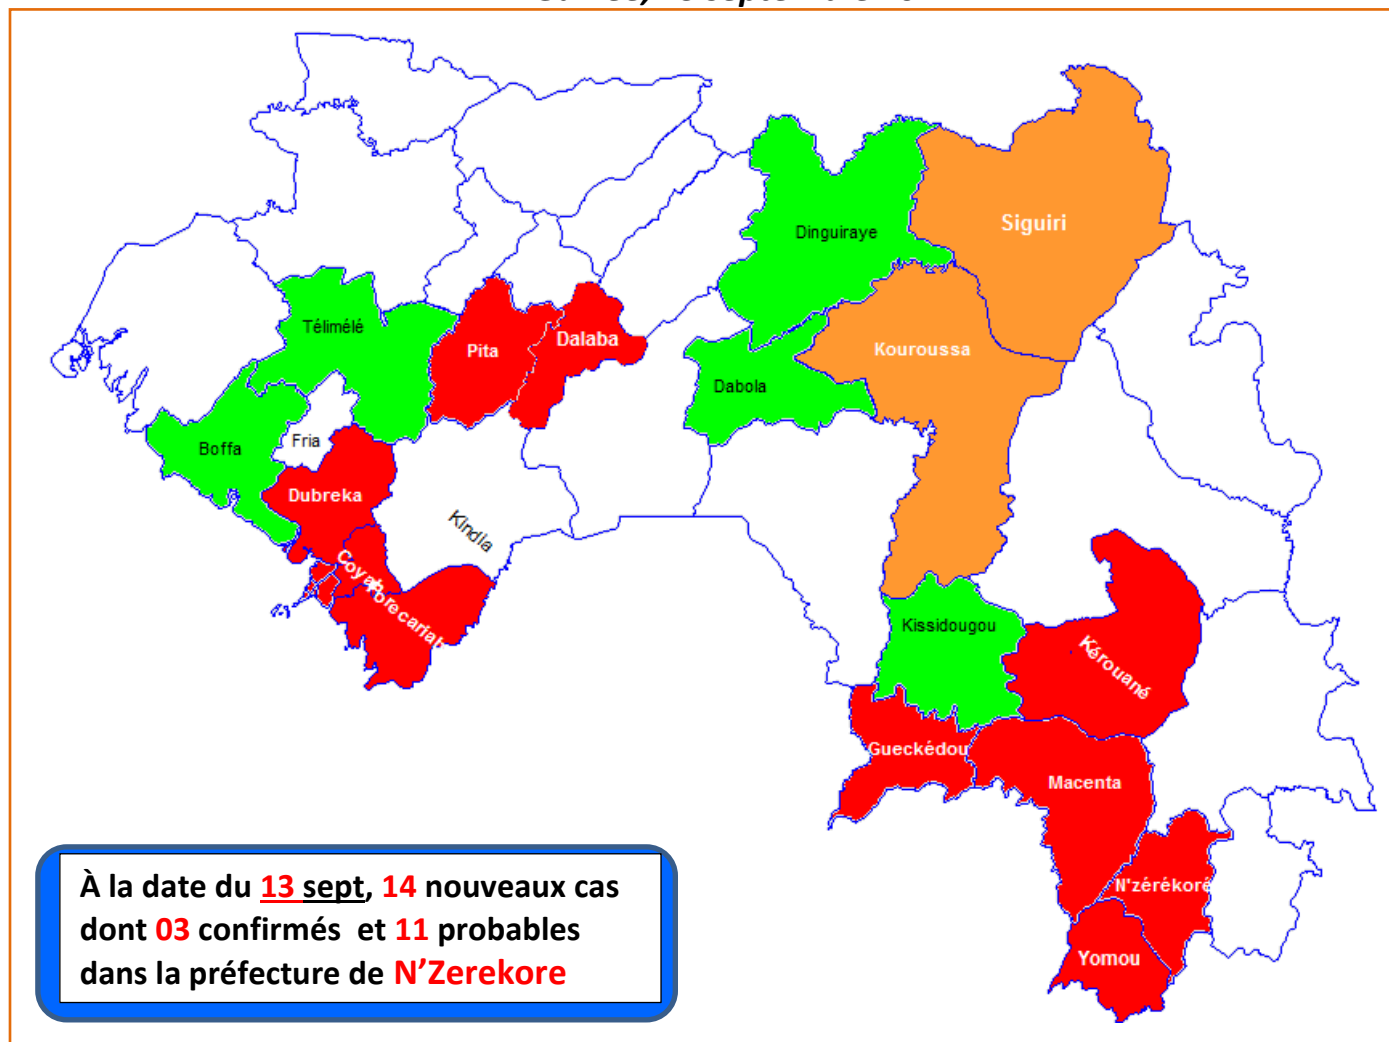 Siguiri
Dinguiraye
Télimélé
Pita
Dalaba
Kouroussa
Dabola
Fria
Boffa
Dubreka
Kindia
Coyah
Kissidougou
Kérouané
Gueckédou
Macenta
N'zérékoré
Yomou
À la date du 13 sept, 14 nouveaux cas
dont 03 confirmés et 11 probables
dans la préfecture de N'Zerekore